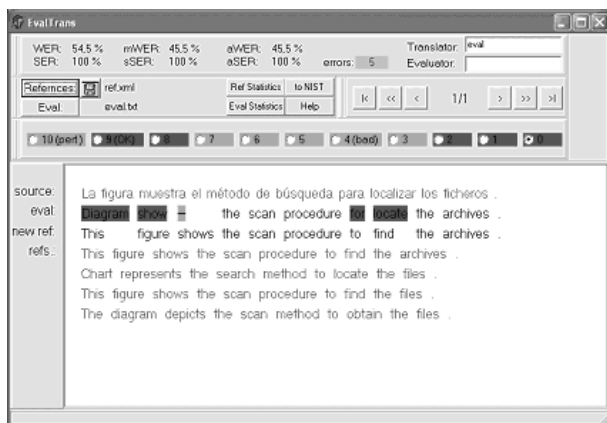 EvalTrans
WER: 54.5 % mWER: 45.5 % aWER: 45.5 % Translator: eval
SER: 100 % sSER: 100 % aSER: 100 % errors: 5 Evaluator:
Refernces: ref.xml Ref Statistics to NIST
Eval: eval.txt Eval Statistics Help |< << < 1/1 > >> >|
10 (perf.) 9 (OK) 8 7 6 5 4 (bad) 3 2 1 0
source: La figura muestra el método de búsqueda para localizar los ficheros .
eval: Diagram show – the scan procedure for locate the archives .
new ref: This figure shows the scan procedure to find the archives .
refs.: This figure shows the scan procedure to find the archives .
Chart represents the search method to locate the files .
This figure shows the scan procedure to find the files .
The diagram depicts the scan method to obtain the files .